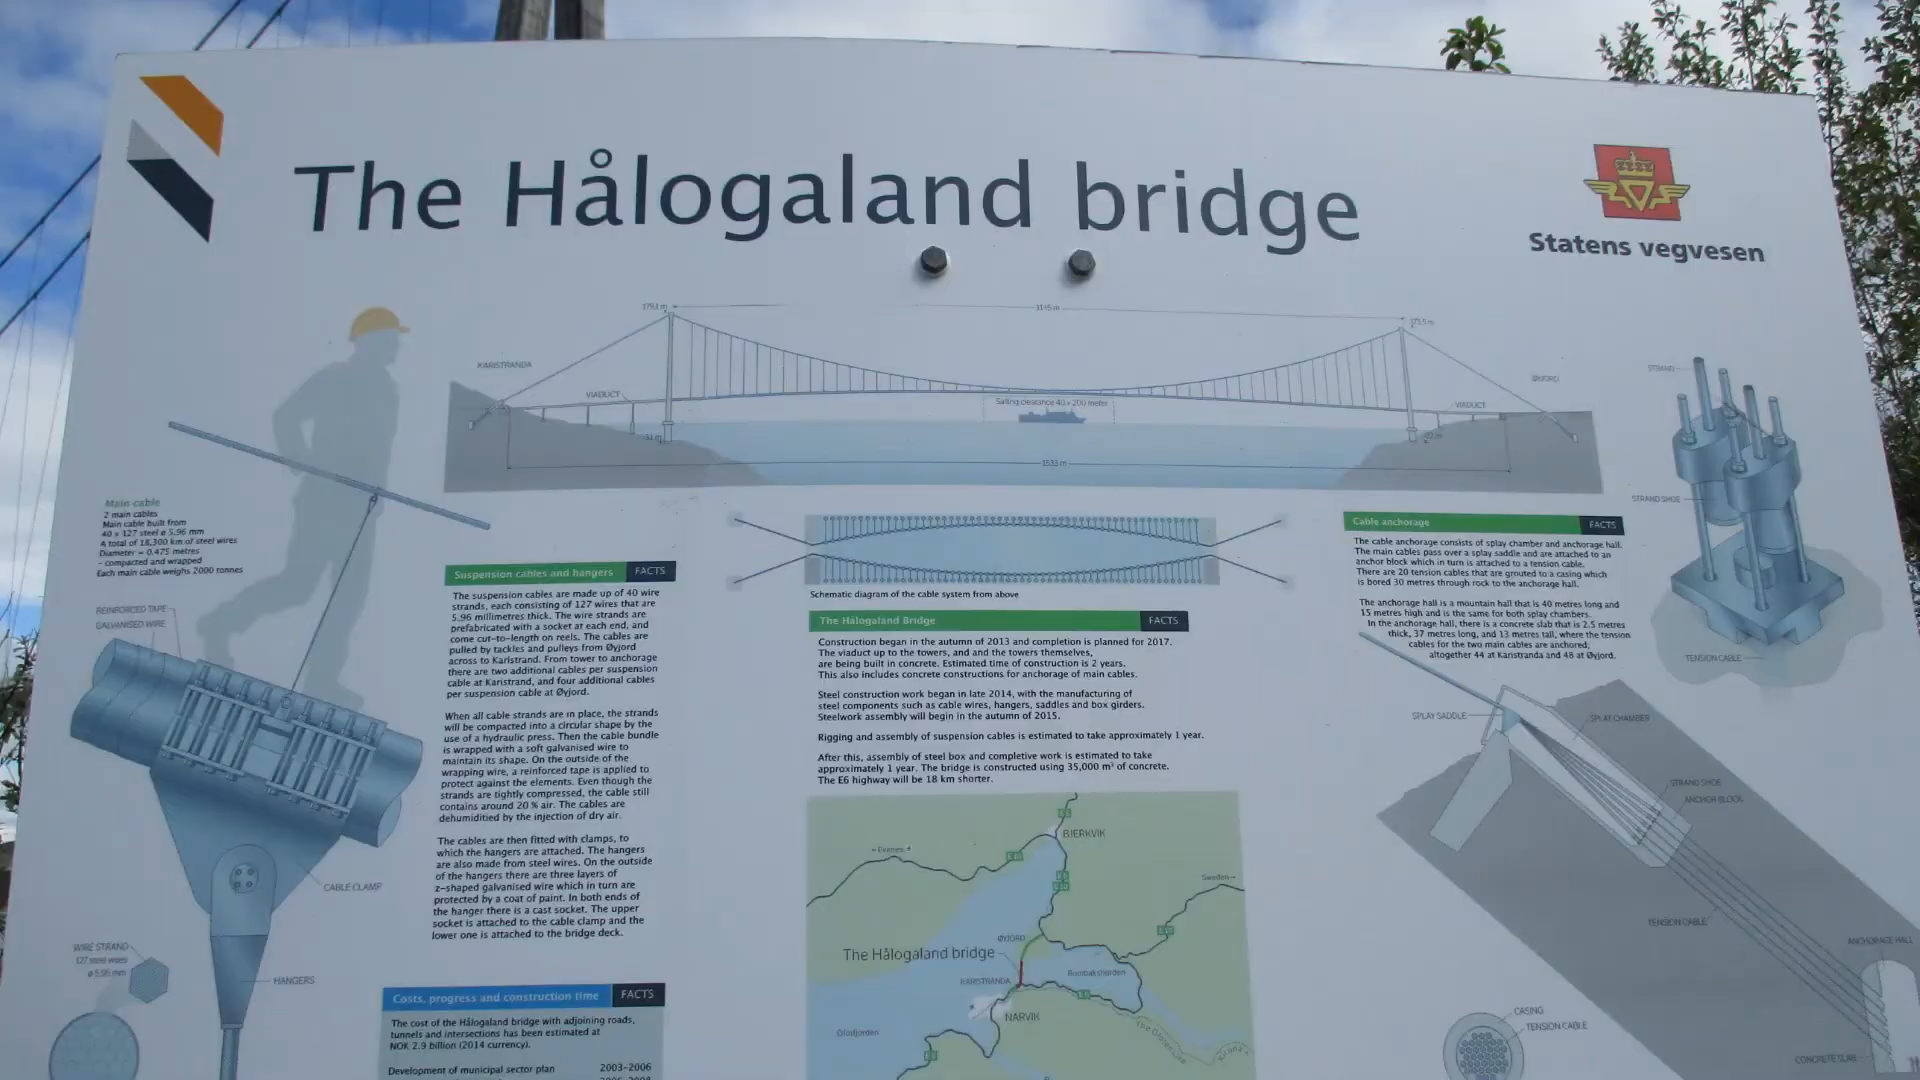 The Hålogaland bridge
Statens vegvesen
179,1 m
1145 m
173,5 m
KARISTRANDA
VIADUCT
Sailing clearance 40 x 200 meter
ØYJORD
VIADUCT
1533 m
STRAND
STRAND SHOE
TENSION CABLE
Main cable
2 main cables
Main cable built from
40 x 127 steel ø 5.96 mm
A total of 18,300 km of steel wires
Diameter = 0.475 metres
– compacted and wrapped
Each main cable weighs 2000 tonnes
REINFORCED TAPE
GALVANISED WIRE
CABLE CLAMP
WIRE STRAND
127 steel wires
ø 5.96 mm
HANGERS
Suspension cables and hangers FACTS
The suspension cables are made up of 40 wire
strands, each consisting of 127 wires that are
5.96 millimetres thick. The wire strands are
prefabricated with a socket at each end, and
come cut-to-length on reels. The cables are
pulled by tackles and pulleys from Øyjord
across to Karistrand. From tower to anchorage
there are two additional cables per suspension
cable at Karistrand, and four additional cables
per suspension cable at Øyjord.
When all cable strands are in place, the strands
will be compacted into a circular shape by the
use of a hydraulic press. Then the cable bundle
is wrapped with a soft galvanised wire to
maintain its shape. On the outside of the
wrapping wire, a reinforced tape is applied to
protect against the elements. Even though the
strands are tightly compressed, the cable still
contains around 20 % air. The cables are
dehumiditied by the injection of dry air.
The cables are then fitted with clamps, to
which the hangers are attached. The hangers
are also made from steel wires. On the outside
of the hangers there are three layers of
z-shaped galvanised wire which in turn are
protected by a coat of paint. In both ends of
the hanger there is a cast socket. The upper
socket is attached to the cable clamp and the
lower one is attached to the bridge deck.
Costs, progress and construction time FACTS
The cost of the Hålogaland bridge with adjoining roads,
tunnels and intersections has been estimated at
NOK 2.9 billion (2014 currency).
Development of municipal sector plan 2003–2006
Schematic diagram of the cable system from above
The Hålogaland Bridge FACTS
Construction began in the autumn of 2013 and completion is planned for 2017.
The viaduct up to the towers, and and the towers themselves,
are being built in concrete. Estimated time of construction is 2 years.
This also includes concrete constructions for anchorage of main cables.
Steel construction work began in late 2014, with the manufacturing of
steel components such as cable wires, hangers, saddles and box girders.
Steelwork assembly will begin in the autumn of 2015.
Rigging and assembly of suspension cables is estimated to take approximately 1 year.
After this, assembly of steel box and completive work is estimated to take
approximately 1 year. The bridge is constructed using 35,000 m³ of concrete.
The E6 highway will be 18 km shorter.
BJERKVIK
Evenes
Sweden
ØYJORD
The Hålogaland bridge
KARISTRANDA
Rombaksfjorden
NARVIK
Ofotfjorden
Cable anchorage FACTS
The cable anchorage consists of splay chamber and anchorage hall.
The main cables pass over a splay saddle and are attached to an
anchor block which in turn is attached to a tension cable.
There are 20 tension cables that are grouted to a casing which
is bored 30 metres through rock to the anchorage hall.
The anchorage hall is a mountain hall that is 40 metres long and
15 metres high and is the same for both splay chambers.
In the anchorage hall, there is a concrete slab that is 2.5 metres
thick, 37 metres long, and 13 metres tall, where the tension
cables for the two main cables are anchored;
altogether 44 at Karistranda and 48 at Øyjord.
SPLAY SADDLE
SPLAY CHAMBER
STRAND SHOE
ANCHOR BLOCK
TENSION CABLE
ANCHORAGE HALL
CASING
TENSION CABLE
CONCRETE SLAB